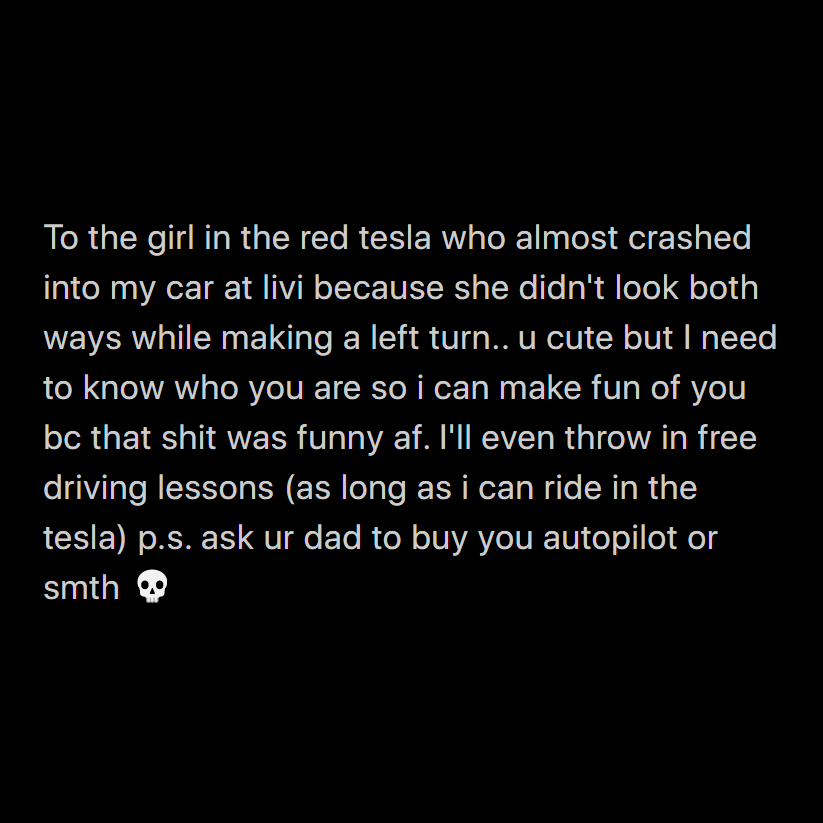 To the girl in the red tesla who almost crashed
into my car at livi because she didn't look both
ways while making a left turn.. u cute but I need
to know who you are so i can make fun of you
bc that shit was funny af. I'll even throw in free
driving lessons (as long as i can ride in the
tesla) p.s. ask ur dad to buy you autopilot or
smth 💀